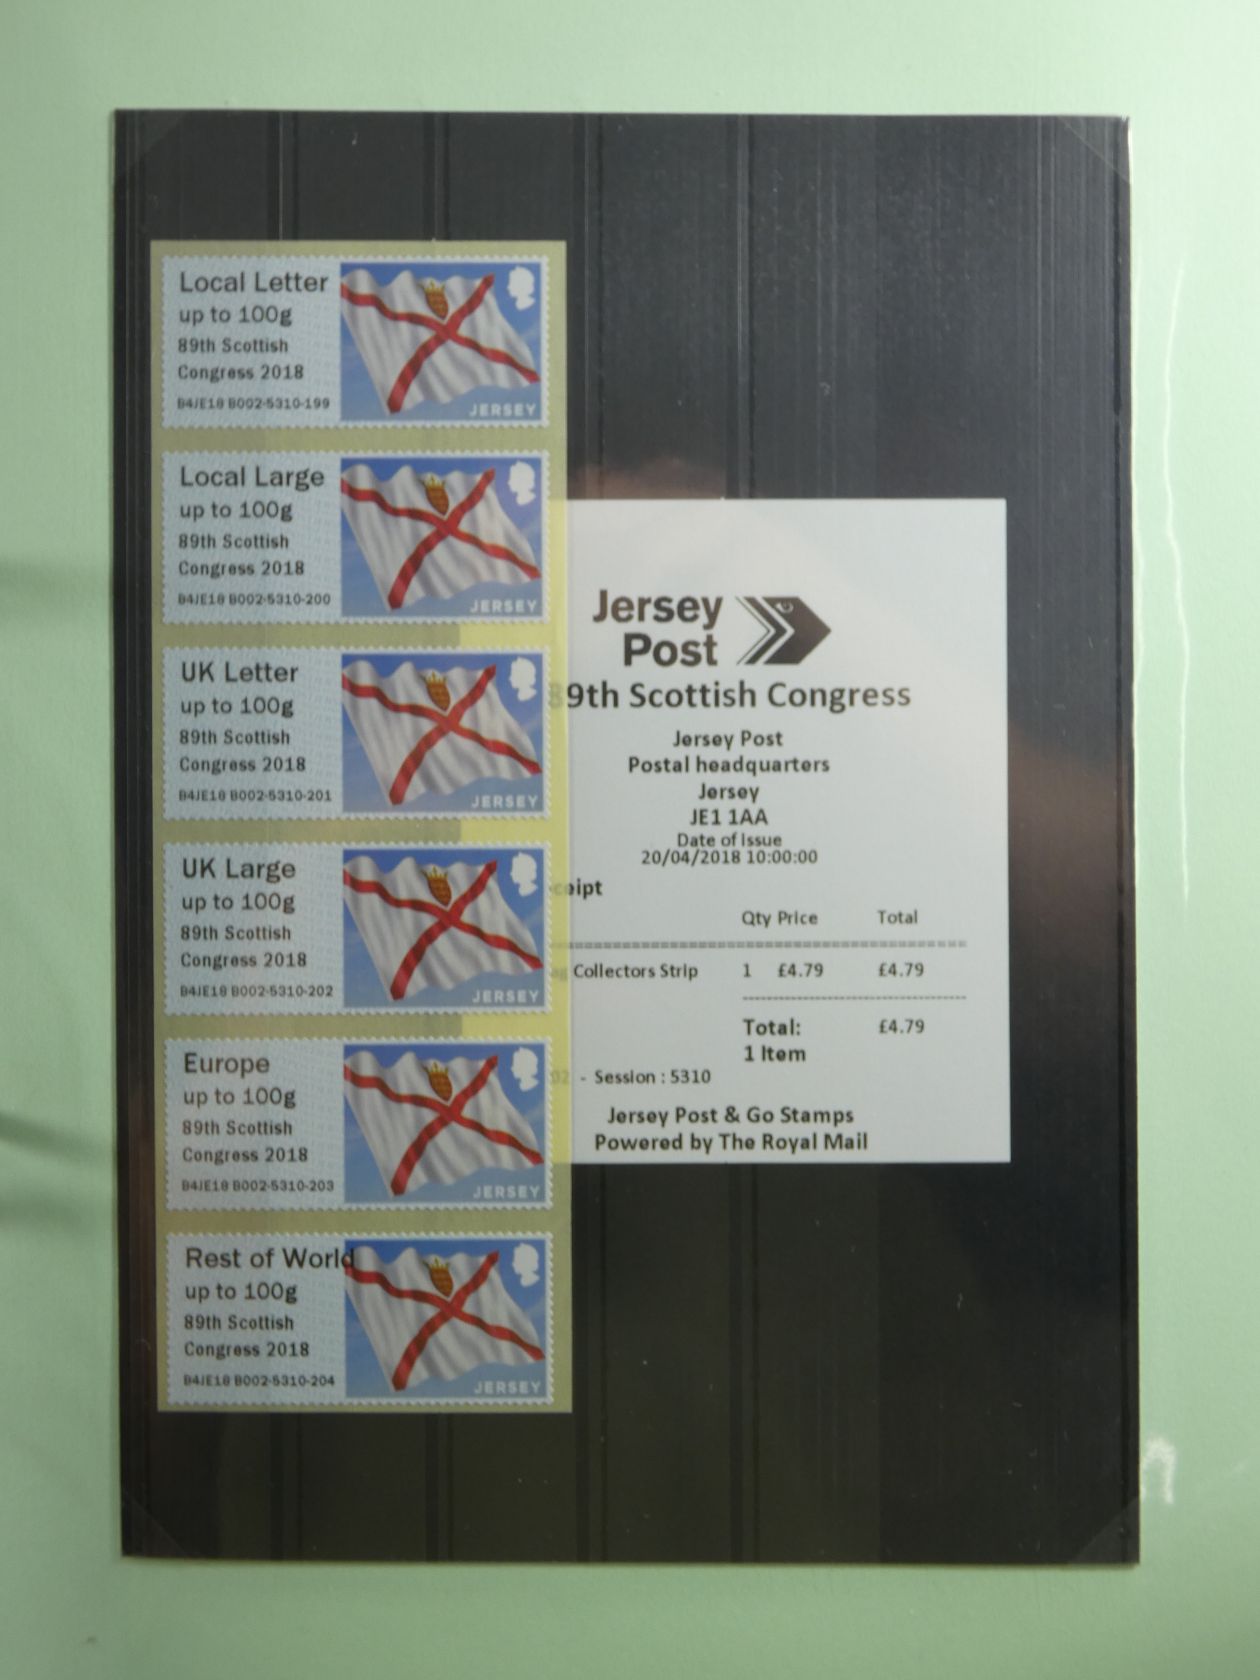 Local Letter
up to 100g
89th Scottish
Congress 2018
B4JE18 B002-5310-199
JERSEY
Local Large
up to 100g
89th Scottish
Congress 2018
B4JE18 B002-5310-200
JERSEY
UK Letter
up to 100g
89th Scottish
Congress 2018
B4JE18 B002-5310-201
JERSEY
UK Large
up to 100g
89th Scottish
Congress 2018
B4JE18 B002-5310-202
JERSEY
Europe
up to 100g
89th Scottish
Congress 2018
B4JE18 B002-5310-203
JERSEY
Rest of World
up to 100g
89th Scottish
Congress 2018
B4JE18 B002-5310-204
JERSEY
Jersey
Post
89th Scottish Congress
Jersey Post
Postal headquarters
Jersey
JE1 1AA
Date of Issue
20/04/2018 10:00:00
Qty Price Total
Collectors Strip 1 £4.79 £4.79
Total: £4.79
1 Item
- Session : 5310
Jersey Post & Go Stamps
Powered by The Royal Mail